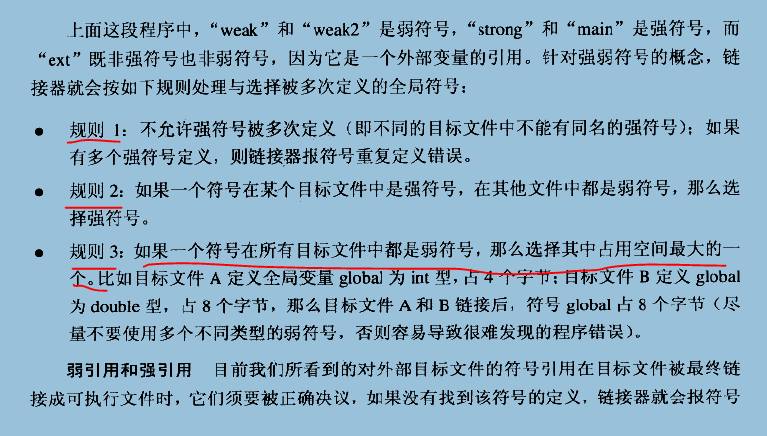 上面这段程序中，“weak”和“weak2”是弱符号，“strong”和“main”是强符号，而
“ext”既非强符号也非弱符号，因为它是一个外部变量的引用。针对强弱符号的概念，链
接器就会按如下规则处理与选择被多次定义的全局符号：
● 规则 1：不允许强符号被多次定义（即不同的目标文件中不能有同名的强符号）；如果
有多个强符号定义，则链接器报符号重复定义错误。
● 规则 2：如果一个符号在某个目标文件中是强符号，在其他文件中都是弱符号，那么选
择强符号。
● 规则 3：如果一个符号在所有目标文件中都是弱符号，那么选择其中占用空间最大的一
个。比如目标文件 A 定义全局变量 global 为 int 型，占 4 个字节；目标文件 B 定义 global
为 double 型，占 8 个字节，那么目标文件 A 和 B 链接后，符号 global 占 8 个字节（尽
量不要使用多个不同类型的弱符号，否则容易导致很难发现的程序错误）。
弱引用和强引用 目前我们所看到的对外部目标文件的符号引用在目标文件被最终链
接成可执行文件时，它们须要被正确决议，如果没有找到该符号的定义，链接器就会报符号